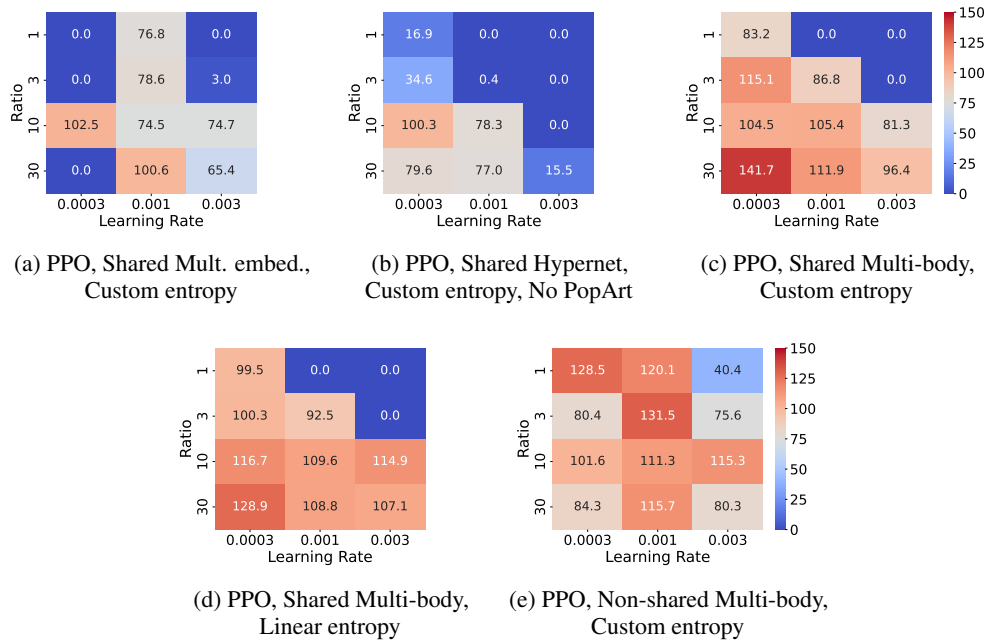 1 0.0 76.8 0.0
3 0.0 78.6 3.0
10 102.5 74.5 74.7
30 0.0 100.6 65.4
Ratio
0.0003 0.001 0.003
Learning Rate
(a) PPO, Shared Mult. embed.,
Custom entropy
1 16.9 0.0 0.0
3 34.6 0.4 0.0
10 100.3 78.3 0.0
30 79.6 77.0 15.5
Ratio
0.0003 0.001 0.003
Learning Rate
(b) PPO, Shared Hypernet,
Custom entropy, No PopArt
1 83.2 0.0 0.0
3 115.1 86.8 0.0
10 104.5 105.4 81.3
30 141.7 111.9 96.4
Ratio
0.0003 0.001 0.003
Learning Rate
150
125
100
75
50
25
0
(c) PPO, Shared Multi-body,
Custom entropy
1 99.5 0.0 0.0
3 100.3 92.5 0.0
10 116.7 109.6 114.9
30 128.9 108.8 107.1
Ratio
0.0003 0.001 0.003
Learning Rate
(d) PPO, Shared Multi-body,
Linear entropy
1 128.5 120.1 40.4
3 80.4 131.5 75.6
10 101.6 111.3 115.3
30 84.3 115.7 80.3
Ratio
0.0003 0.001 0.003
Learning Rate
150
125
100
75
50
25
0
(e) PPO, Non-shared Multi-body,
Custom entropy